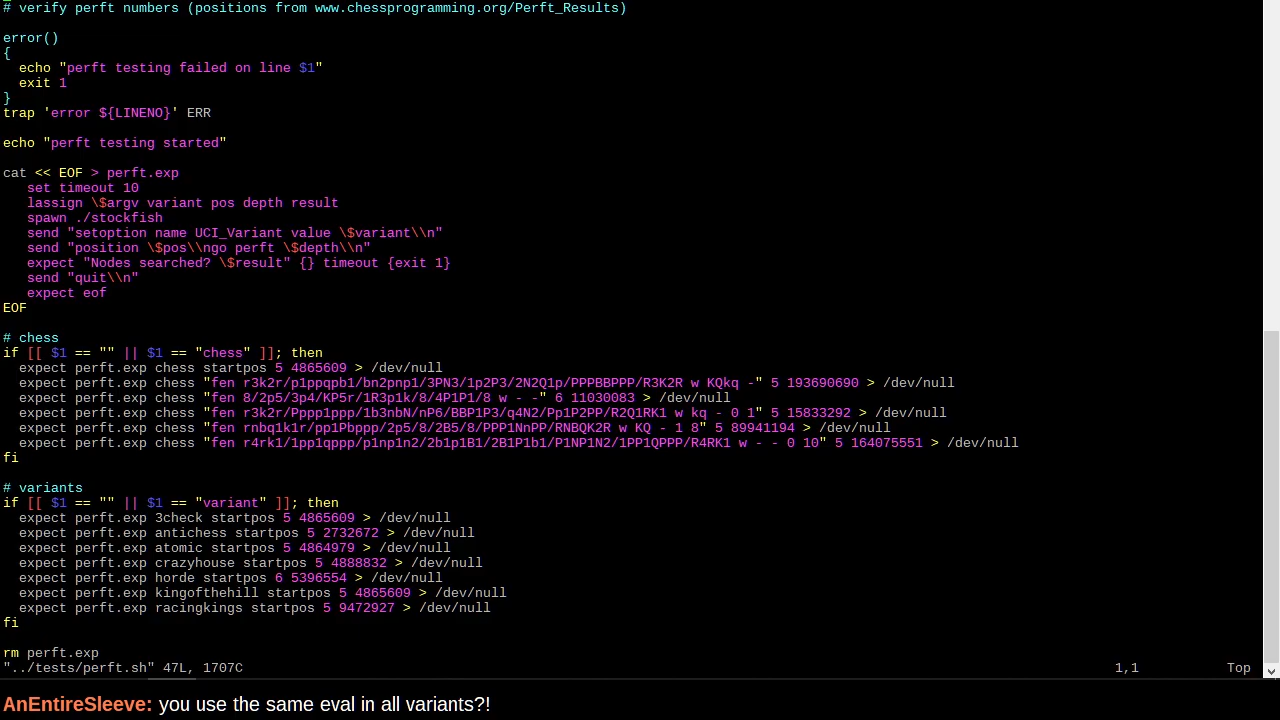 # verify perft numbers (positions from www.chessprogramming.org/Perft_Results)
error()
{
  echo "perft testing failed on line $1"
  exit 1
}
trap 'error ${LINENO}' ERR
echo "perft testing started"
cat << EOF > perft.exp
   set timeout 10
   lassign \$argv variant pos depth result
   spawn ./stockfish
   send "setoption name UCI_Variant value \$variant\\n"
   send "position \$pos\\ngo perft \$depth\\n"
   expect "Nodes searched? \$result" {} timeout {exit 1}
   send "quit\\n"
   expect eof
EOF
# chess
if [[ $1 == "" || $1 == "chess" ]]; then
  expect perft.exp chess startpos 5 4865609 > /dev/null
  expect perft.exp chess "fen r3k2r/p1ppqpb1/bn2pnp1/3PN3/1p2P3/2N2Q1p/PPPBBPPP/R3K2R w KQkq -" 5 193690690 > /dev/null
  expect perft.exp chess "fen 8/2p5/3p4/KP5r/1R3p1k/8/4P1P1/8 w - -" 6 11030083 > /dev/null
  expect perft.exp chess "fen r3k2r/Pppp1ppp/1b3nbN/nP6/BBP1P3/q4N2/Pp1P2PP/R2Q1RK1 w kq - 0 1" 5 15833292 > /dev/null
  expect perft.exp chess "fen rnbq1k1r/pp1Pbppp/2p5/8/2B5/8/PPP1NnPP/RNBQK2R w KQ - 1 8" 5 89941194 > /dev/null
  expect perft.exp chess "fen r4rk1/1pp1qppp/p1np1n2/2b1p1B1/2B1P1b1/P1NP1N2/1PP1QPPP/R4RK1 w - - 0 10" 5 164075551 > /dev/null
fi
# variants
if [[ $1 == "" || $1 == "variant" ]]; then
  expect perft.exp 3check startpos 5 4865609 > /dev/null
  expect perft.exp antichess startpos 5 2732672 > /dev/null
  expect perft.exp atomic startpos 5 4864979 > /dev/null
  expect perft.exp crazyhouse startpos 5 4888832 > /dev/null
  expect perft.exp horde startpos 6 5396554 > /dev/null
  expect perft.exp kingofthehill startpos 5 4865609 > /dev/null
  expect perft.exp racingkings startpos 5 9472927 > /dev/null
fi
rm perft.exp
"../tests/perft.sh" 47L, 1707C 1,1 Top
AnEntireSleeve: you use the same eval in all variants?!